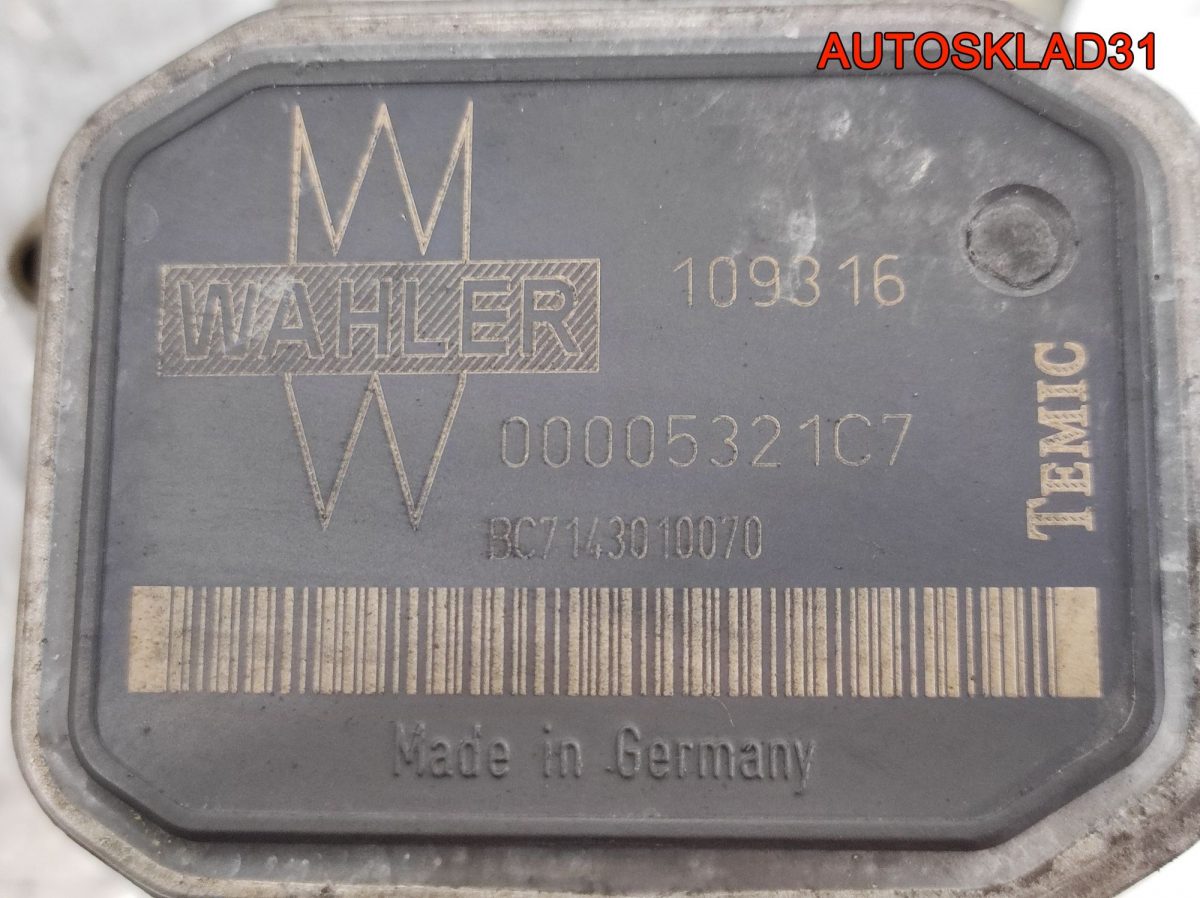 AUTOSKLAD31
WAHLER
109316
00005321C7
TEMIC
BC7143010070
Made in Germany